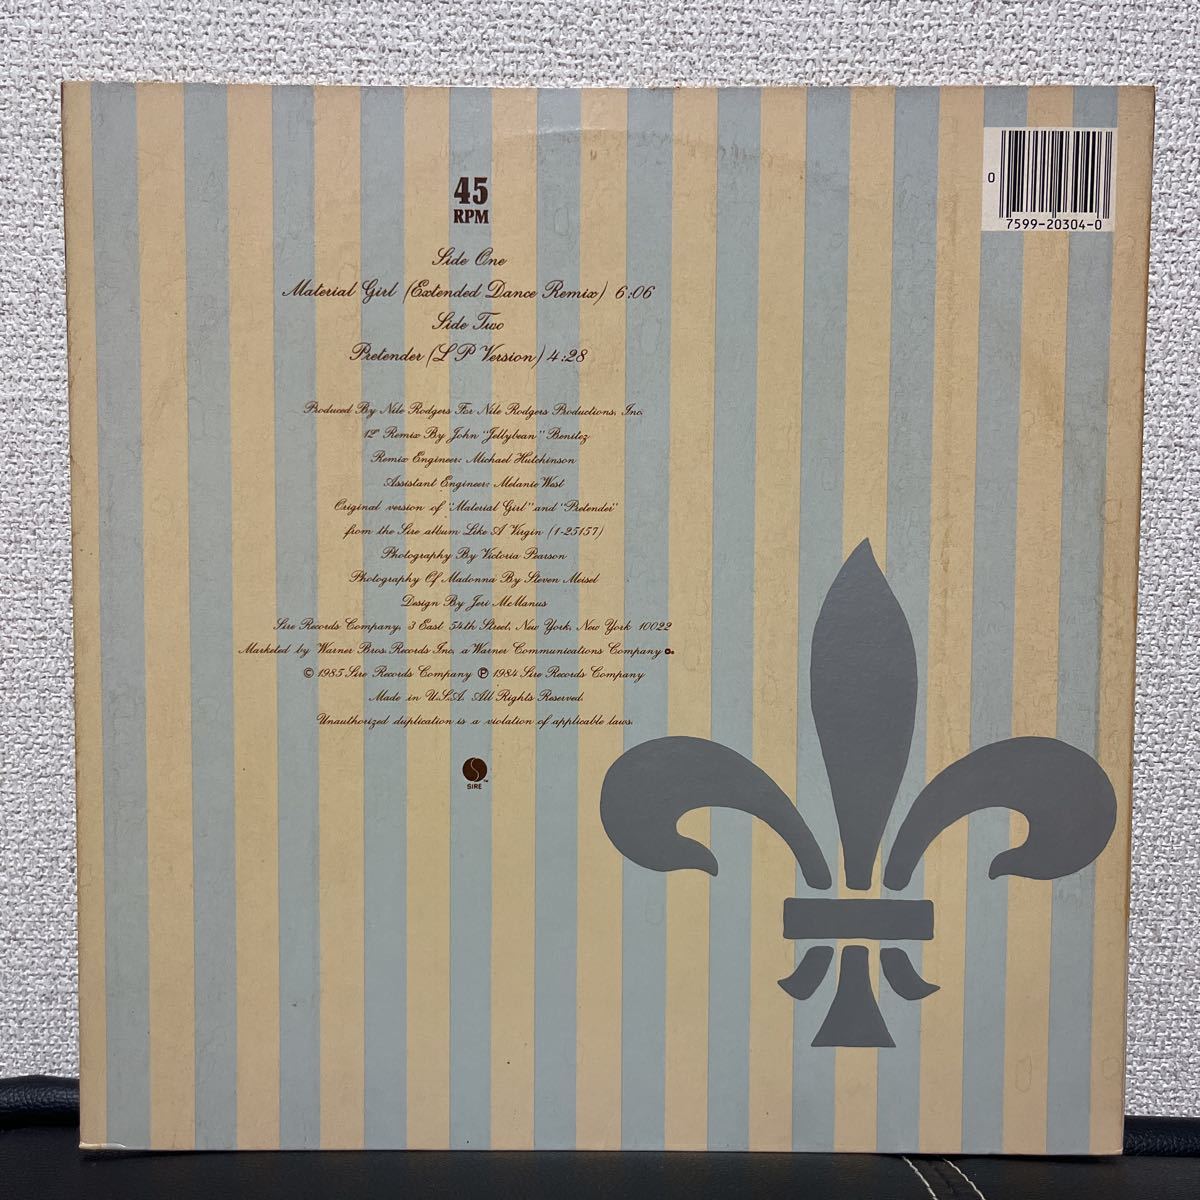 45
RPM
Side One
Material Girl (Extended Dance Remix) 6:06
Side Two
Pretender (LP Version) 4:28
Produced By Nile Rodgers For Nile Rodgers Productions, Inc.
12" Remix By John "Jellybean" Benitez
Remix Engineer: Michael Hutchinson
Assistant Engineer: Melanie West
Original version of "Material Girl" and "Pretender"
from the Sire album Like A Virgin (1-25157)
Photography By Victoria Pearson
Photography Of Madonna By Steven Meisel
Design By Jeri McManus
Sire Records Company, 3 East 54th Street, New York, New York 10022
Marketed by Warner Bros. Records Inc, a Warner Communications Company
© 1985 Sire Records Company ℗ 1984 Sire Records Company
Made in U.S.A. All Rights Reserved.
Unauthorized duplication is a violation of applicable laws.
SIRE ™
0
7599-20304-0